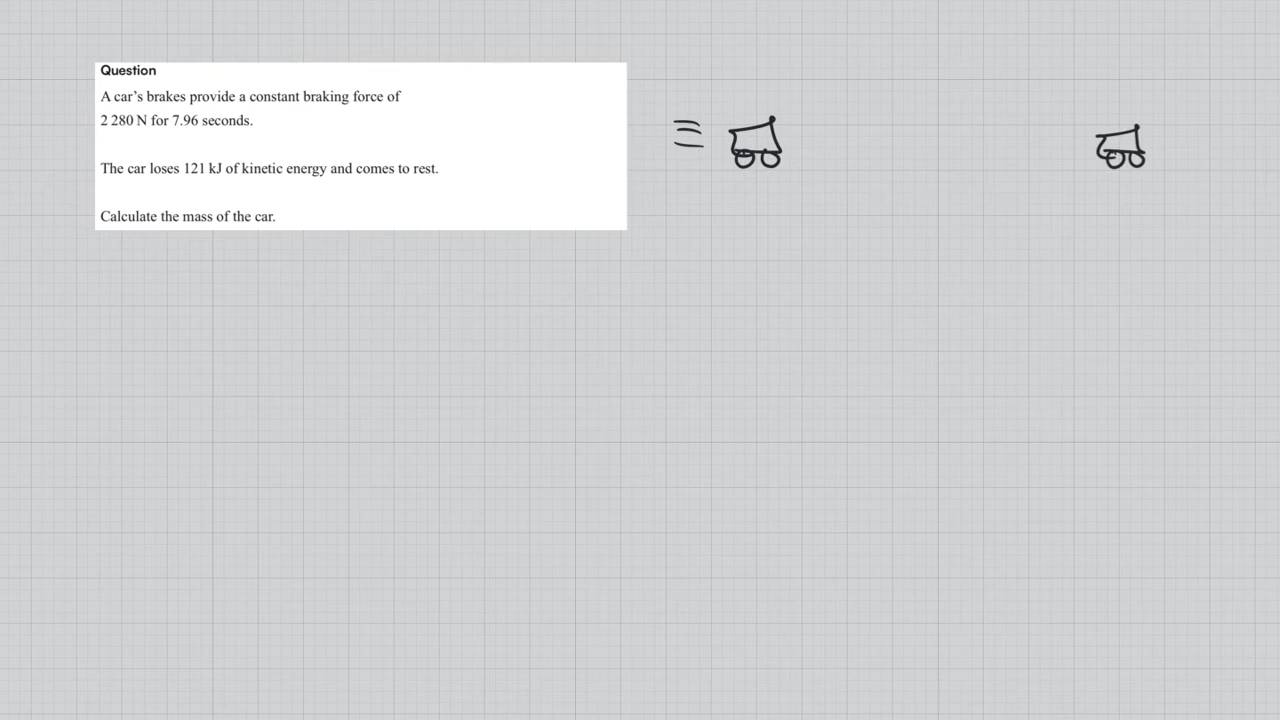 Question
A car’s brakes provide a constant braking force of
2 280 N for 7.96 seconds.
The car loses 121 kJ of kinetic energy and comes to rest.
Calculate the mass of the car.